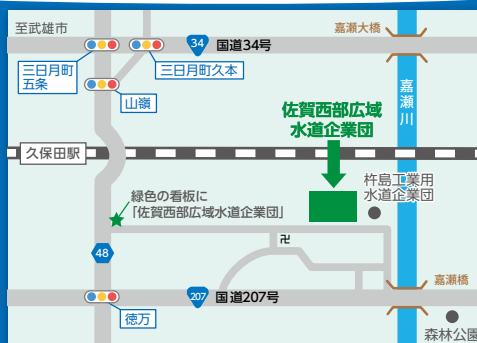 至武雄市
34
国道34号
嘉瀬大橋
三日月町
五条
三日月町久本
山嶺
嘉瀬川
佐賀西部広域
水道企業団
久保田駅
杵島工業用
水道企業団
緑色の看板に
「佐賀西部広域水道企業団」
卍
48
嘉瀬橋
207
国道207号
徳万
森林公園